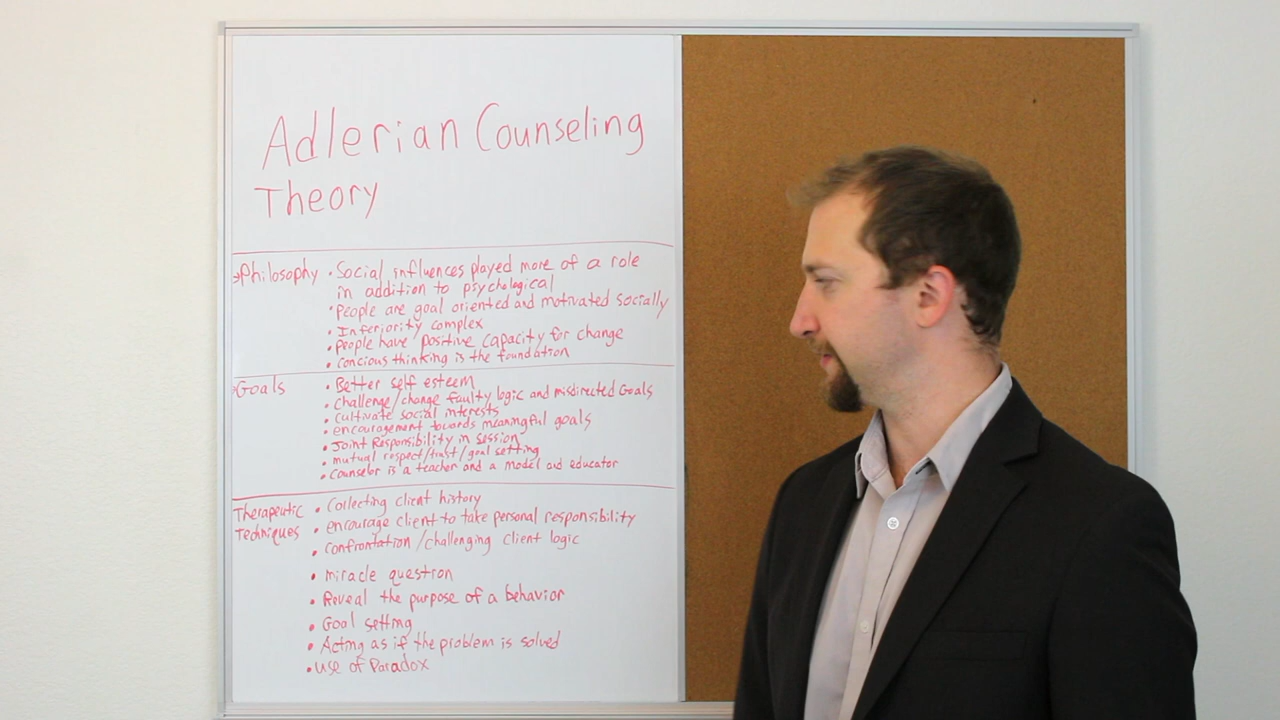 Adlerian Counseling
Theory
Philosophy • Social influences played more of a role
in addition to psychological
• People are goal oriented and motivated socially
• Inferiority complex
• People have positive capacity for change
• concious thinking is the foundation
Goals • Better self esteem
• challenge/change faulty logic and misdirected Goals
• cultivate social interests
• encouragement towards meaningful goals
• Joint Responsibility in session
• mutual respect/trust/goal setting
• counselor is a teacher and a model aid educator
Therapeutic • Collecting client history
Techniques • encourage client to take personal responsibility
• confrontation/challenging client logic
• miracle question
• Reveal the purpose of a behavior
• Goal setting
• Acting as if the problem is solved
• Use of Paradox